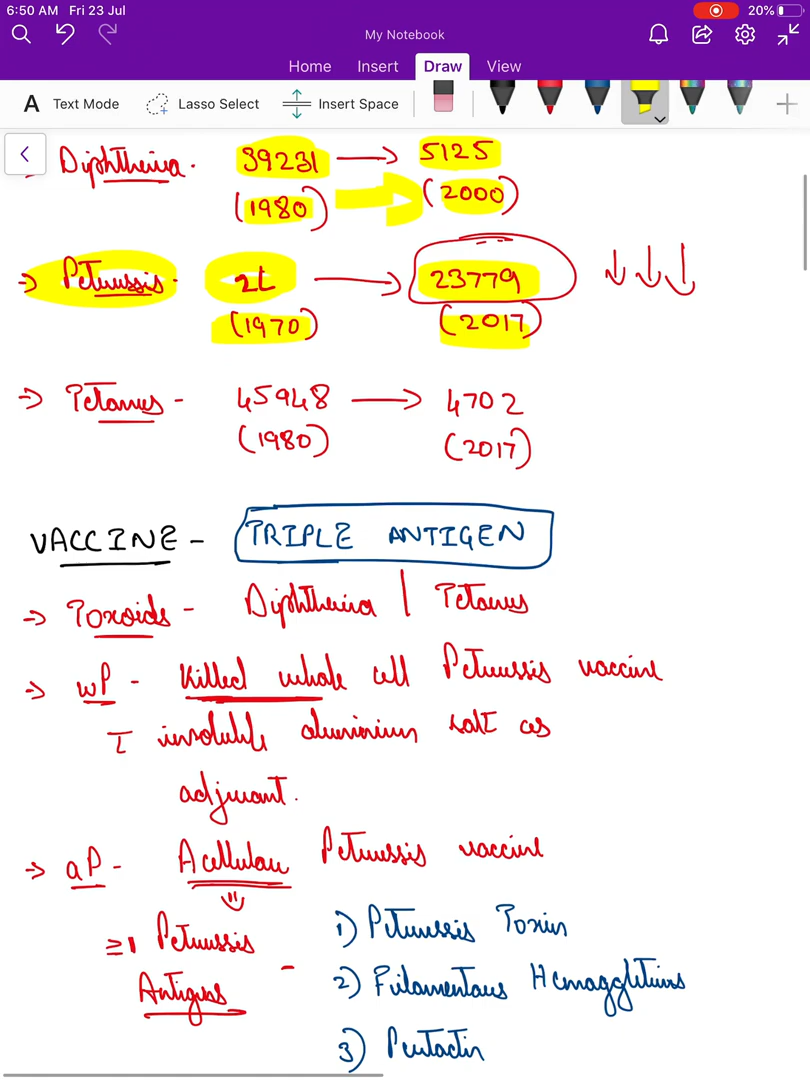 6:50 AM Fri 23 Jul 20%
My Notebook
Home Insert Draw View
A Text Mode Lasso Select Insert Space
Diphtheria. 39231 → 5125
(1980) (2000)
→ Pertussis. 2L → 23779 ↓↓↓
(1970) (2017)
→ Tetanus - 45948 → 4702
(1980) (2017)
VACCINE - TRIPLE ANTIGEN
→ Toxoids - Diphtheria | Tetanus
→ wP - Killed whole cell Pertussis vaccine
insoluble aluminium salt as
adjuvant.
→ aP - Acellular Pertussis vaccine
≥1 Pertussis
Antigens -
1) Pertussis Toxin
2) Filamentous Hemagglutinins
3) Pertactin